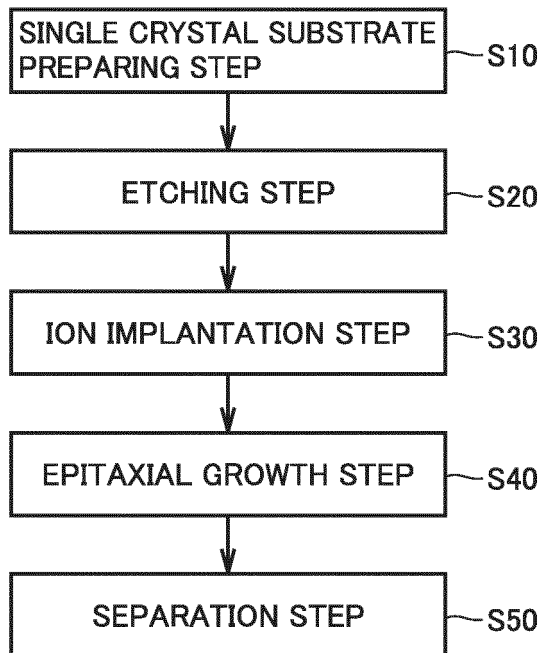 SINGLE CRYSTAL SUBSTRATE
PREPARING STEP
S10
ETCHING STEP
S20
ION IMPLANTATION STEP
S30
EPITAXIAL GROWTH STEP
S40
SEPARATION STEP
S50